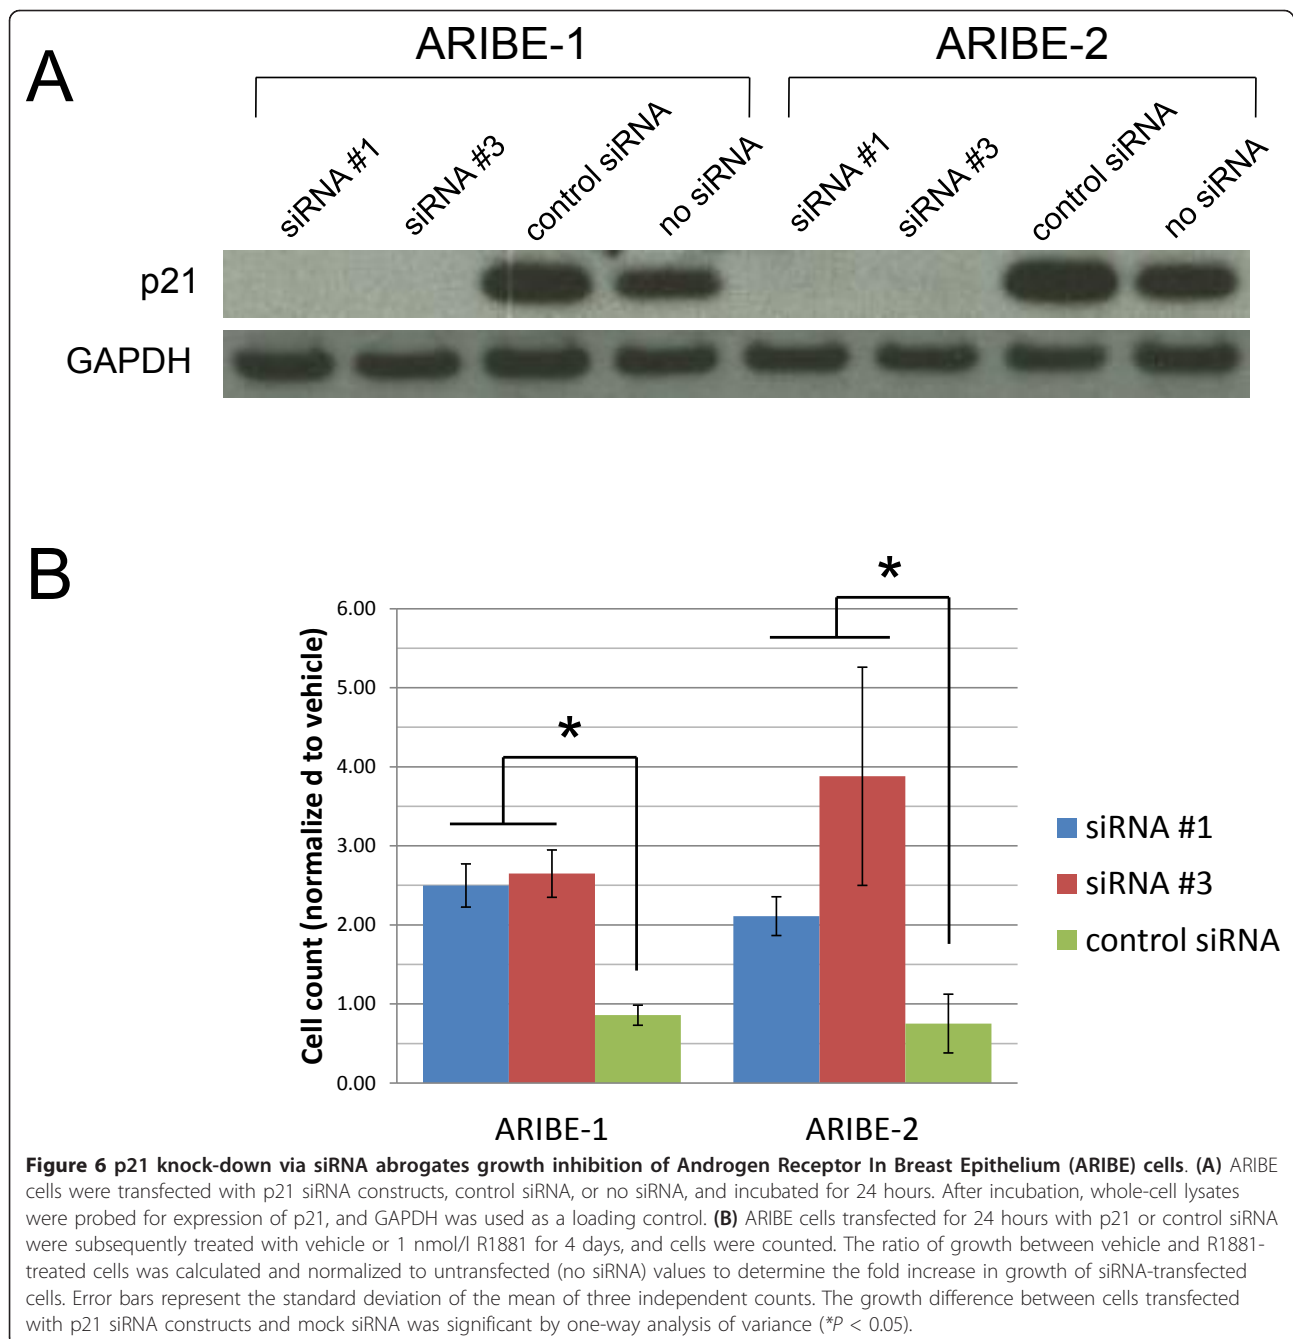 A
ARIBE-1
ARIBE-2
siRNA #1
siRNA #3
control siRNA
no siRNA
siRNA #1
siRNA #3
control siRNA
no siRNA
p21
GAPDH
B
*
*
Cell count (normalize d to vehicle)
6.00
5.00
4.00
3.00
2.00
1.00
0.00
siRNA #1
siRNA #3
control siRNA
ARIBE-1
ARIBE-2
Figure 6 p21 knock-down via siRNA abrogates growth inhibition of Androgen Receptor In Breast Epithelium (ARIBE) cells. (A) ARIBE
cells were transfected with p21 siRNA constructs, control siRNA, or no siRNA, and incubated for 24 hours. After incubation, whole-cell lysates
were probed for expression of p21, and GAPDH was used as a loading control. (B) ARIBE cells transfected for 24 hours with p21 or control siRNA
were subsequently treated with vehicle or 1 nmol/l R1881 for 4 days, and cells were counted. The ratio of growth between vehicle and R1881-
treated cells was calculated and normalized to untransfected (no siRNA) values to determine the fold increase in growth of siRNA-transfected
cells. Error bars represent the standard deviation of the mean of three independent counts. The growth difference between cells transfected
with p21 siRNA constructs and mock siRNA was significant by one-way analysis of variance (*P < 0.05).